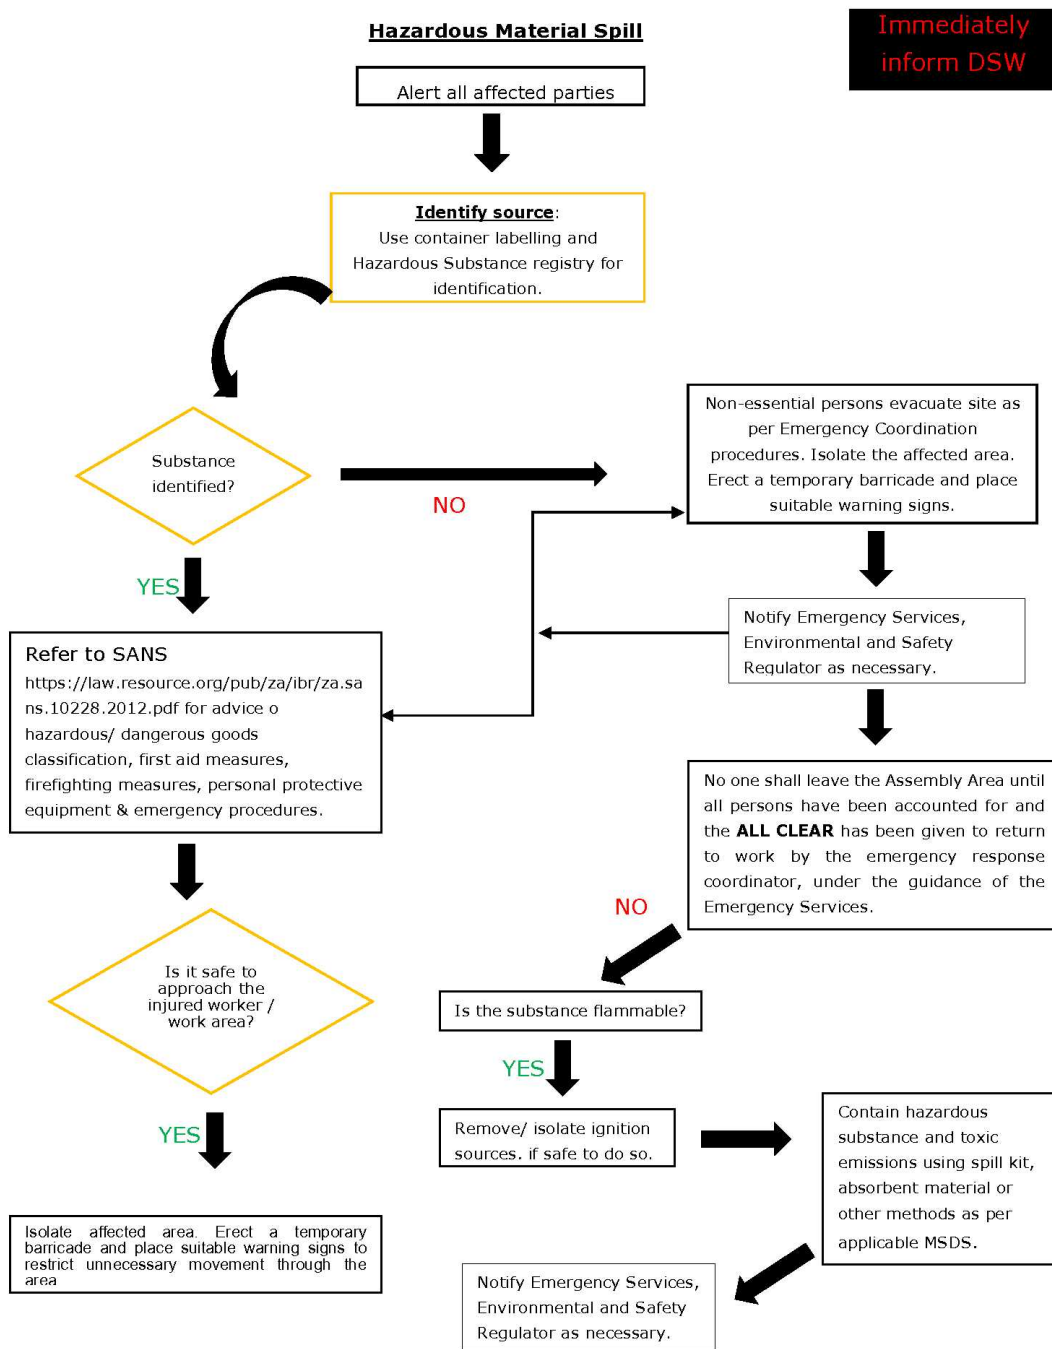 Hazardous Material Spill
Immediately
inform DSW
Alert all affected parties
Identify source:
Use container labelling and
Hazardous Substance registry for
identification.
Substance
identified?
NO
Non-essential persons evacuate site as
per Emergency Coordination
procedures. Isolate the affected area.
Erect a temporary barricade and place
suitable warning signs.
YES
Notify Emergency Services,
Environmental and Safety
Regulator as necessary.
Refer to SANS
https://law.resource.org/pub/za/ibr/za.sa
ns.10228.2012.pdf for advice o
hazardous/ dangerous goods
classification, first aid measures,
firefighting measures, personal protective
equipment & emergency procedures.
No one shall leave the Assembly Area until
all persons have been accounted for and
the ALL CLEAR has been given to return
to work by the emergency response
coordinator, under the guidance of the
Emergency Services.
NO
Is it safe to
approach the
injured worker /
work area?
Is the substance flammable?
YES
YES
Remove/ isolate ignition
sources. if safe to do so.
Contain hazardous
substance and toxic
emissions using spill kit,
absorbent material or
other methods as per
applicable MSDS.
Isolate affected area. Erect a temporary
barricade and place suitable warning signs to
restrict unnecessary movement through the
area
Notify Emergency Services,
Environmental and Safety
Regulator as necessary.